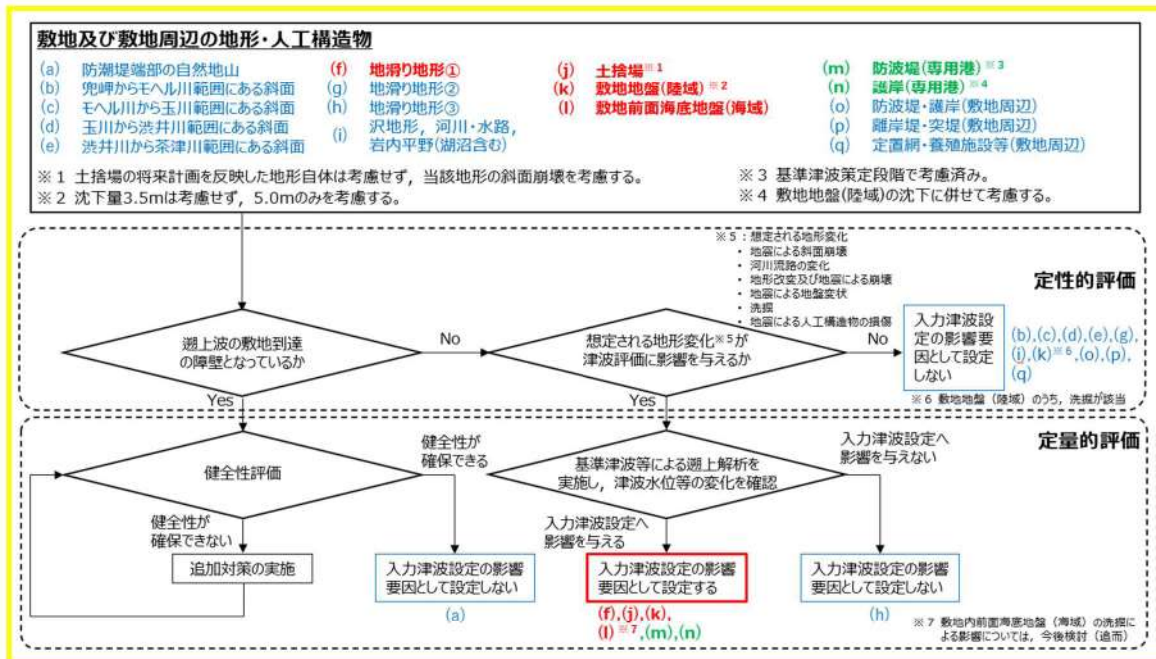 敷地及び敷地周辺の地形・人工構造物
(a) 防潮堤端部の自然地山
(b) 兜岬からモヘル川範囲にある斜面
(c) モヘル川から玉川範囲にある斜面
(d) 玉川から渋井川範囲にある斜面
(e) 渋井川から茶津川範囲にある斜面
(f) 地滑り地形①
(g) 地滑り地形②
(h) 地滑り地形③
(i) 沢地形，河川・水路，
岩内平野(湖沼含む)
(j) 土捨場※1
(k) 敷地地盤(陸域)※2
(l) 敷地前面海底地盤(海域)
(m) 防波堤(専用港)※3
(n) 護岸(専用港)※4
(o) 防波堤・護岸(敷地周辺)
(p) 離岸堤・突堤(敷地周辺)
(q) 定置網・養殖施設等(敷地周辺)
※1 土捨場の将来計画を反映した地形自体は考慮せず，当該地形の斜面崩壊を考慮する。
※2 沈下量3.5mは考慮せず，5.0mのみを考慮する。
※3 基準津波策定段階で考慮済み。
※4 敷地地盤(陸域)の沈下に併せて考慮する。
※5：想定される地形変化
・ 地震による斜面崩壊
・ 河川流路の変化
・ 地形改変及び地震による崩壊
・ 地震による地盤変状
・ 洗掘
・ 地震による人工構造物の損傷
定性的評価
遡上波の敷地到達
の障壁となっているか
No
想定される地形変化※5が
津波評価に影響を与えるか
No
入力津波設
定の影響要
因として設定
しない
(b),(c),(d),(e),(g),
(i),(k)※6,(o),(p),
(q)
※6 敷地地盤（陸域）のうち，洗掘が該当
Yes
Yes
定量的評価
健全性評価
健全性が
確保できる
基準津波等による遡上解析を
実施し，津波水位等の変化を確認
入力津波設定へ
影響を与えない
健全性が
確保できない
追加対策の実施
入力津波設定の影響
要因として設定しない
(a)
入力津波設定へ
影響を与える
入力津波設定の影響
要因として設定する
(f),(j),(k),
(l)※7,(m),(n)
入力津波設定の影響
要因として設定しない
(h)
※7 敷地内前面海底地盤（海域）の洗掘に
よる影響については，今後検討（追而）